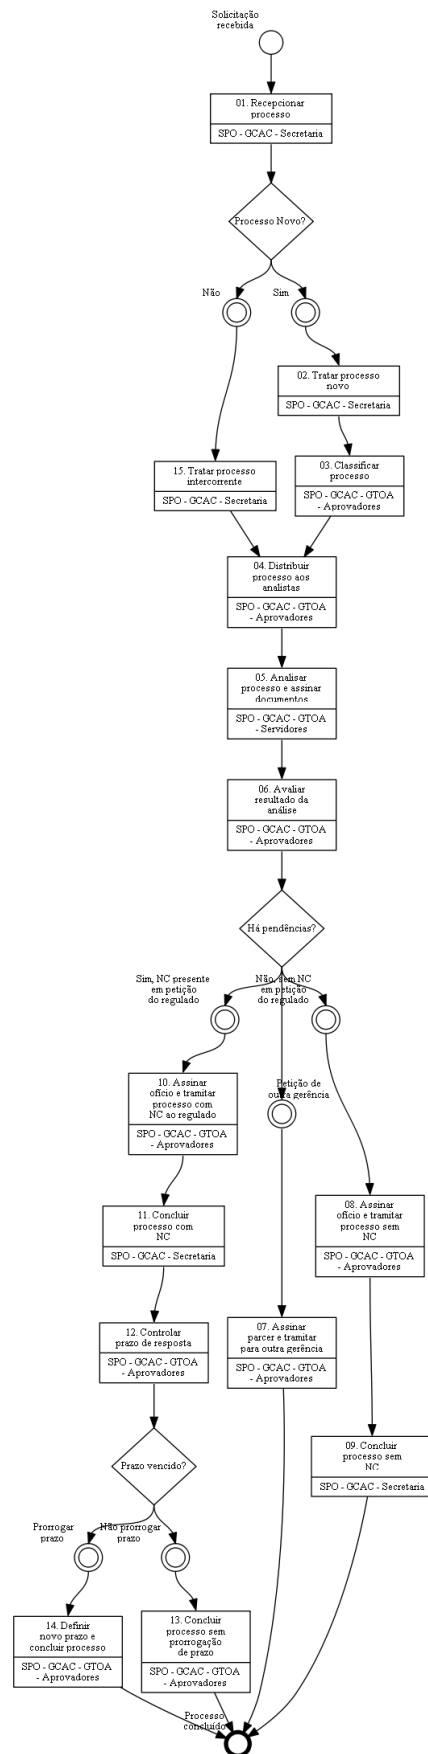 Solicitação
recebida
01. Recepcionar
processo
SPO - GCAC - Secretaria
Processo Novo?
Não
Sim
02. Tratar processo
novo
SPO - GCAC - Secretaria
15. Tratar processo
intercorrente
SPO - GCAC - Secretaria
03. Classificar
processo
SPO - GCAC - GTOA
- Aprovadores
04. Distribuir
processo aos
analistas
SPO - GCAC - GTOA
- Aprovadores
05. Analisar
processo e assinar
documentos
SPO - GCAC - GTOA
- Servidores
06. Avaliar
resultado da
análise
SPO - GCAC - GTOA
- Aprovadores
Há pendências?
Sim, NC presente
em petição
do regulado
Não, sem NC
em petição
do regulado
Petição de
outra gerência
10. Assinar
ofício e tramitar
processo com
NC ao regulado
SPO - GCAC - GTOA
- Aprovadores
11. Concluir
processo com
NC
SPO - GCAC - Secretaria
08. Assinar
ofício e tramitar
processo sem
NC
SPO - GCAC - GTOA
- Aprovadores
12. Controlar
prazo de resposta
SPO - GCAC - GTOA
- Aprovadores
07. Assinar
parcer e tramitar
para outra gerência
SPO - GCAC - GTOA
- Aprovadores
Prazo vencido?
09. Concluir
processo sem
NC
SPO - GCAC - Secretaria
Prorrogar
prazo
Não prorrogar
prazo
14. Definir
novo prazo e
concluir processo
SPO - GCAC - GTOA
- Aprovadores
13. Concluir
processo sem
prorrogação
de prazo
SPO - GCAC - GTOA
- Aprovadores
Processo
concluído